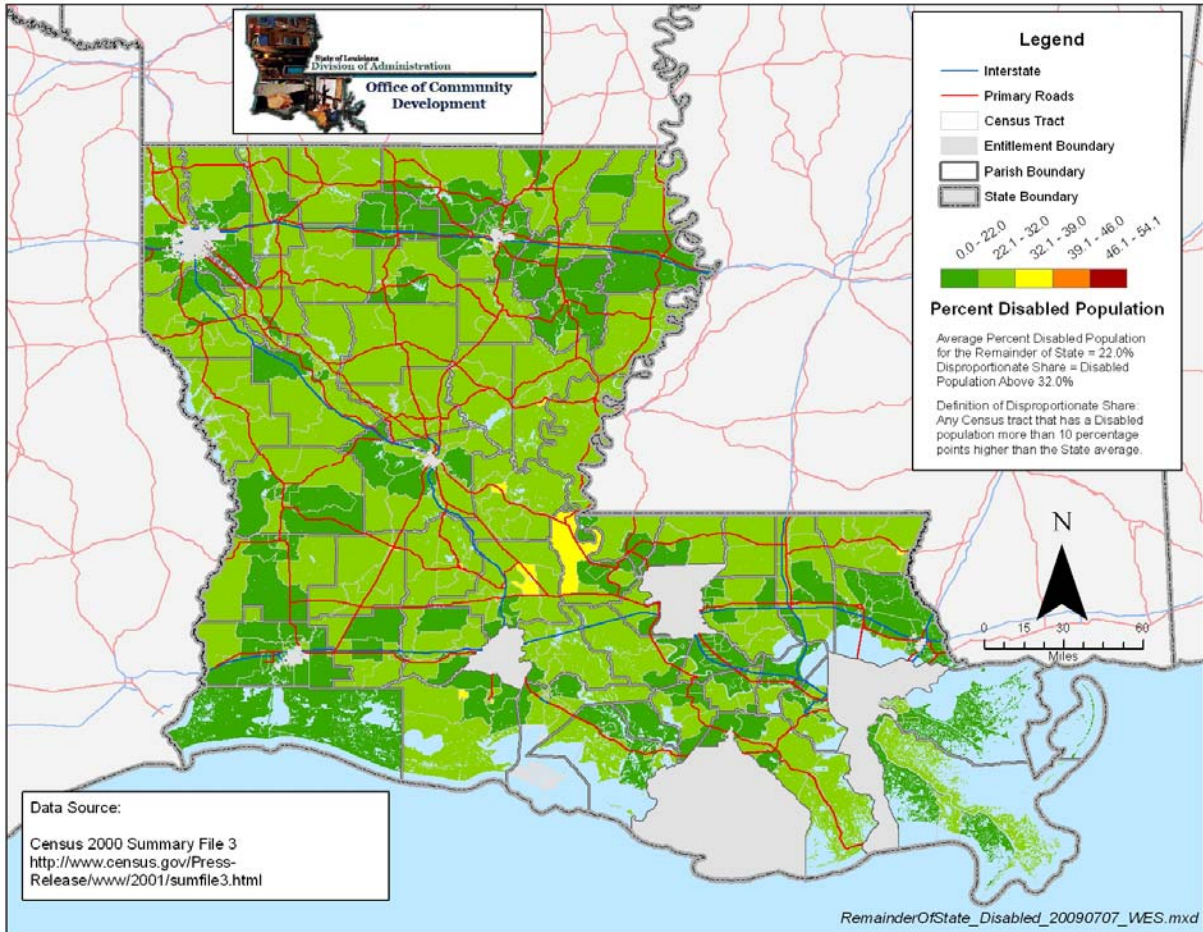 State of Louisiana
Division of Administration
Office of Community
Development
Legend
Interstate
Primary Roads
Census Tract
Entitlement Boundary
Parish Boundary
State Boundary
0.0 - 22.0
22.1 - 32.0
32.1 - 39.0
39.1 - 46.0
46.1 - 54.1
Percent Disabled Population
Average Percent Disabled Population
for the Remainder of State = 22.0%
Disproportionate Share = Disabled
Population Above 32.0%
Definition of Disproportionate Share:
Any Census tract that has a Disabled
population more than 10 percentage
points higher than the State average.
N
0 15 30 60
Miles
Data Source:
Census 2000 Summary File 3
http://www.census.gov/Press-
Release/www/2001/sumfile3.html
RemainderOfState_Disabled_20090707_WES.mxd